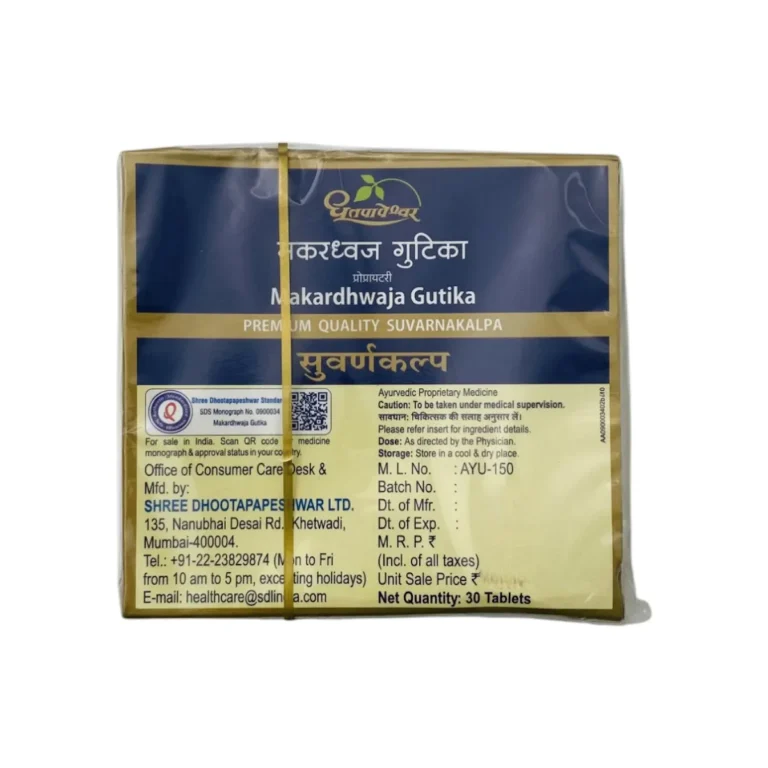 धूतपापेश्वर
मकरध्वज गुटिका
प्रोप्रायटरी
Makardhwaja Gutika
PREMIUM QUALITY SUVARNAKALPA
सुवर्णकल्प
Shree Dhootapapeshwar Standard
SDS Monograph No. 0900034
Makardhwaja Gutika
For sale in India. Scan QR code for medicine
monograph & approval status in your country.
Office of Consumer Care Desk &
Mfd. by:
SHREE DHOOTAPAPESHWAR LTD.
135, Nanubhai Desai Rd., Khetwadi,
Mumbai-400004.
Tel.: +91-22-23829874 (Mon to Fri
from 10 am to 5 pm, excepting holidays)
E-mail: healthcare@sdlindia.com
Ayurvedic Proprietary Medicine
Caution: To be taken under medical supervision.
सावधान: चिकित्सक की सलाह अनुसार लें।
Please refer insert for ingredient details.
Dose: As directed by the Physician.
Storage: Store in a cool & dry place.
M. L. No. : AYU-150
Batch No. :
Dt. of Mfr. :
Dt. of Exp. :
M. R. P. ₹
(Incl. of all taxes)
Unit Sale Price ₹
Net Quantity: 30 Tablets